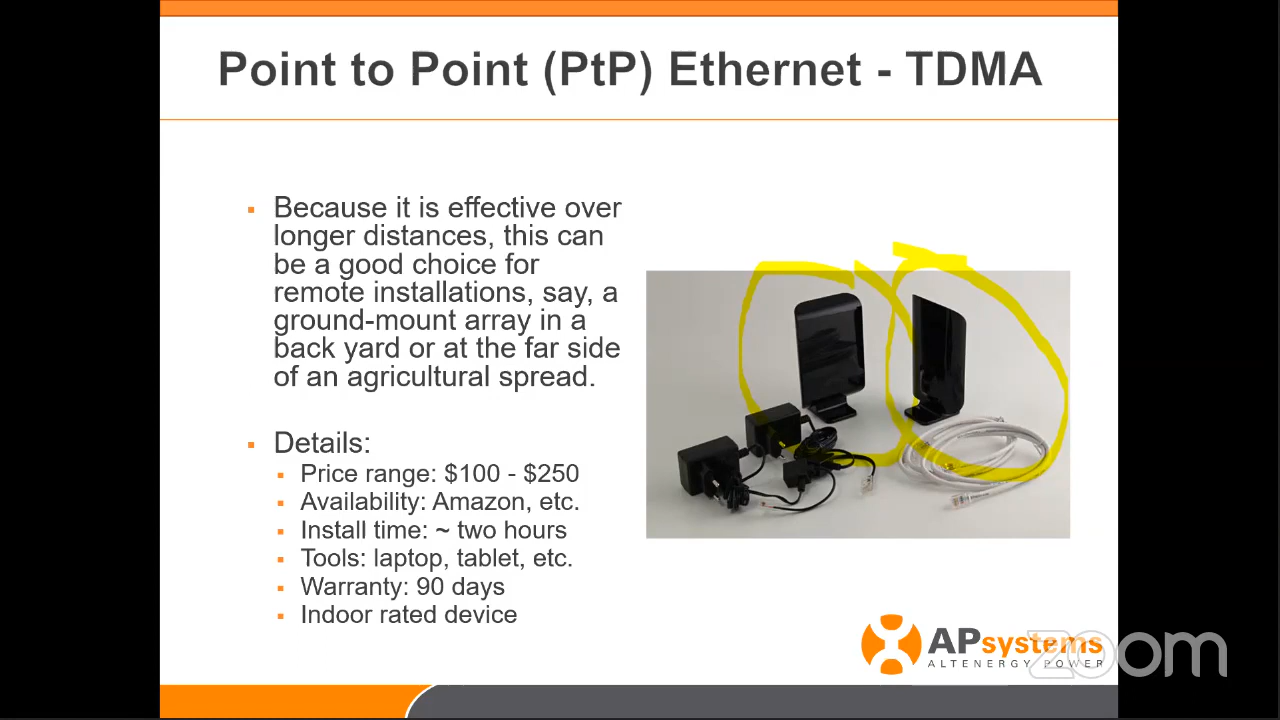 Point to Point (PtP) Ethernet - TDMA
Because it is effective over
longer distances, this can
be a good choice for
remote installations, say, a
ground-mount array in a
back yard or at the far side
of an agricultural spread.
Details:
Price range: $100 - $250
Availability: Amazon, etc.
Install time: ~ two hours
Tools: laptop, tablet, etc.
Warranty: 90 days
Indoor rated device
APsystems
ALTENERGY POWER
zoom